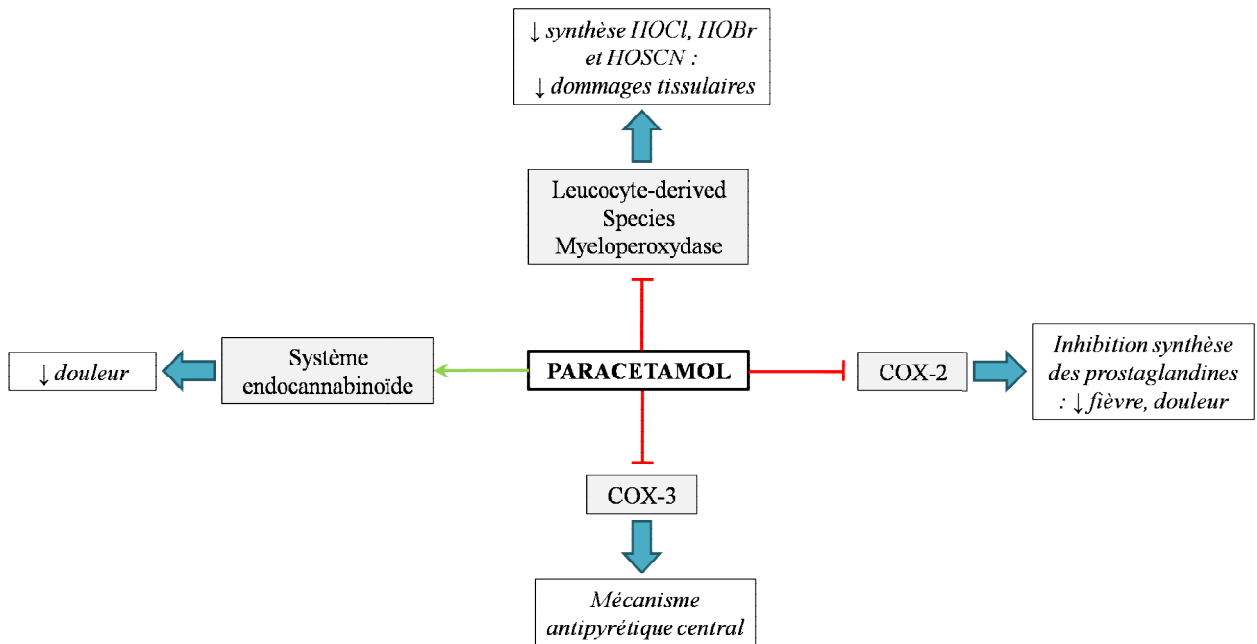 ↓ synthèse HOCl, HOBr
et HOSCN :
↓ dommages tissulaires
Leucocyte-derived
Species
Myeloperoxydase
↓ douleur
Système
endocannabinoïde
PARACETAMOL
COX-2
Inhibition synthèse
des prostaglandines
: ↓ fièvre, douleur
COX-3
Mécanisme
antipyrétique central